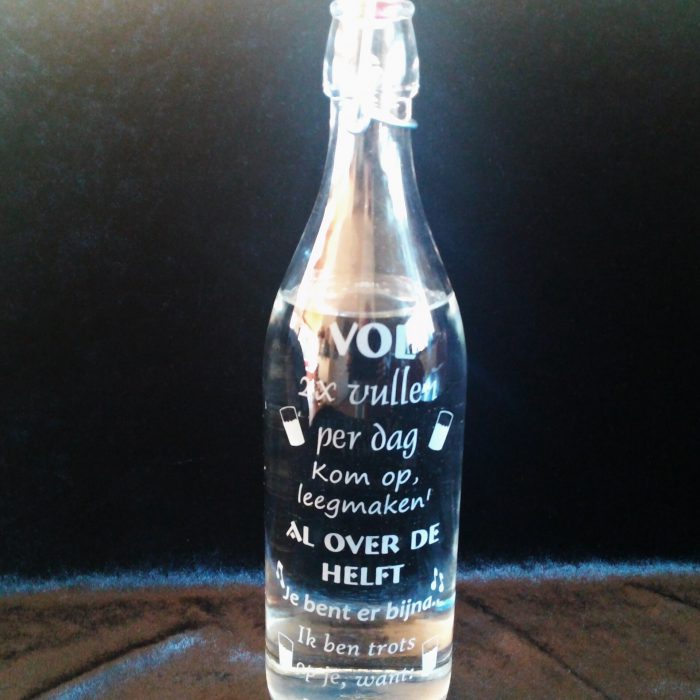 VOL
2x vullen
per dag
Kom op,
leegmaken!
AL OVER DE
HELFT
Je bent er bijna..
Ik ben trots
op je, want: